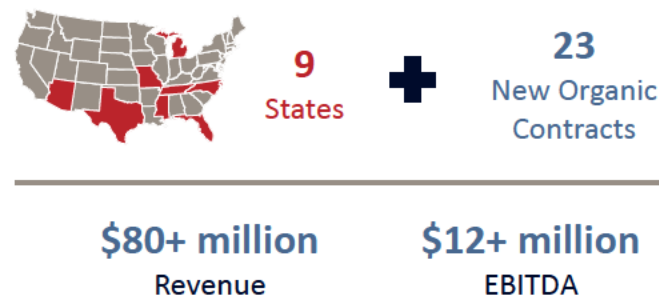 9
States
23
New Organic
Contracts
$80+ million
Revenue
$12+ million
EBITDA